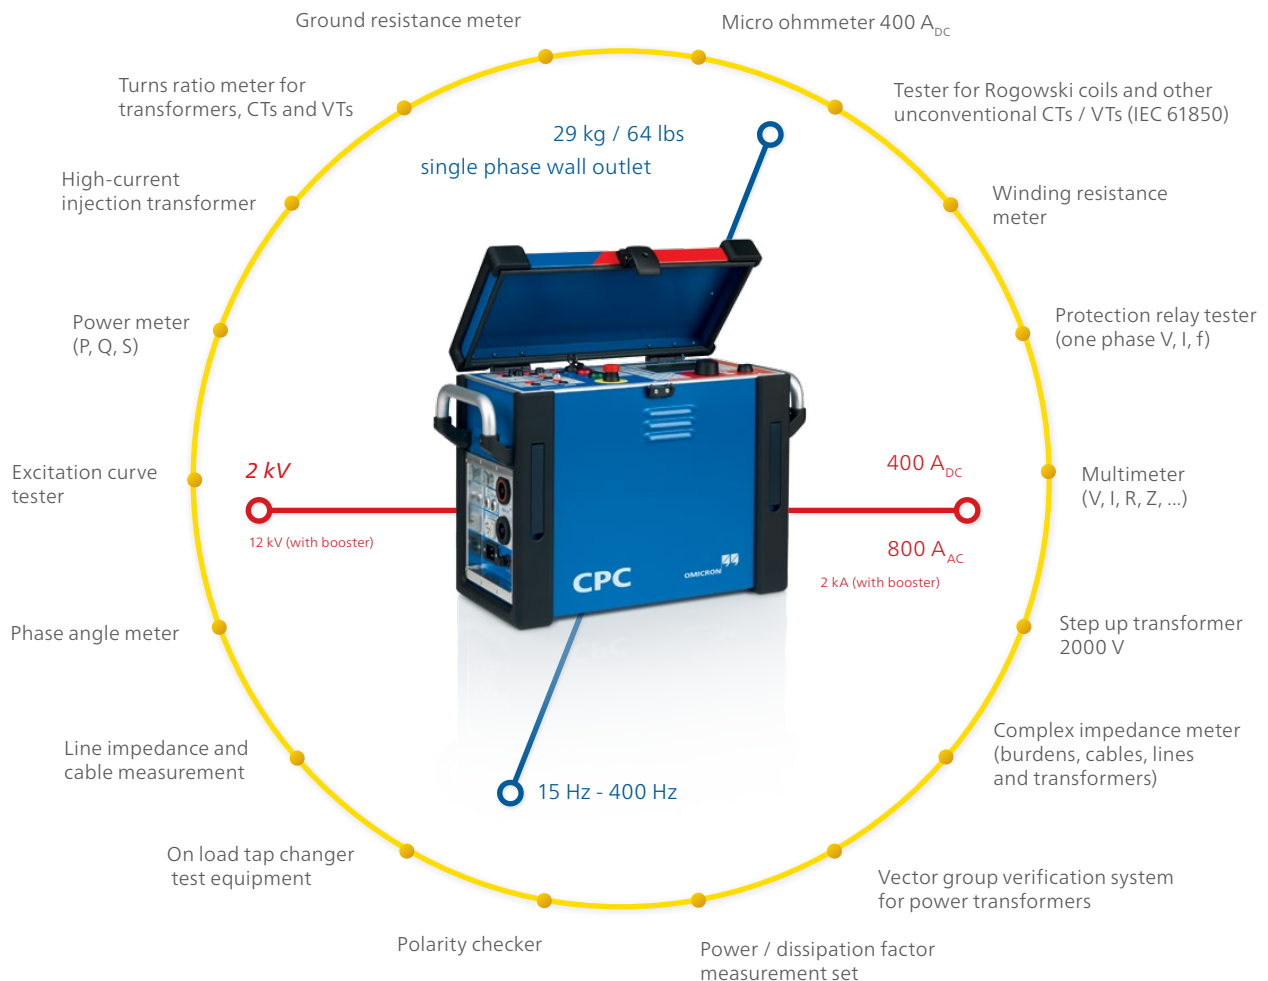 Ground resistance meter
Micro ohmmeter 400 A_DC
Turns ratio meter for
transformers, CTs and VTs
Tester for Rogowski coils and other
unconventional CTs / VTs (IEC 61850)
29 kg / 64 lbs
single phase wall outlet
High-current
injection transformer
Winding resistance
meter
Power meter
(P, Q, S)
Protection relay tester
(one phase V, I, f)
Excitation curve
tester
2 kV
12 kV (with booster)
400 A_DC
800 A_AC
2 kA (with booster)
Multimeter
(V, I, R, Z, ...)
CPC
OMICRON
Phase angle meter
Step up transformer
2000 V
Line impedance and
cable measurement
15 Hz - 400 Hz
Complex impedance meter
(burdens, cables, lines
and transformers)
On load tap changer
test equipment
Vector group verification system
for power transformers
Polarity checker
Power / dissipation factor
measurement set